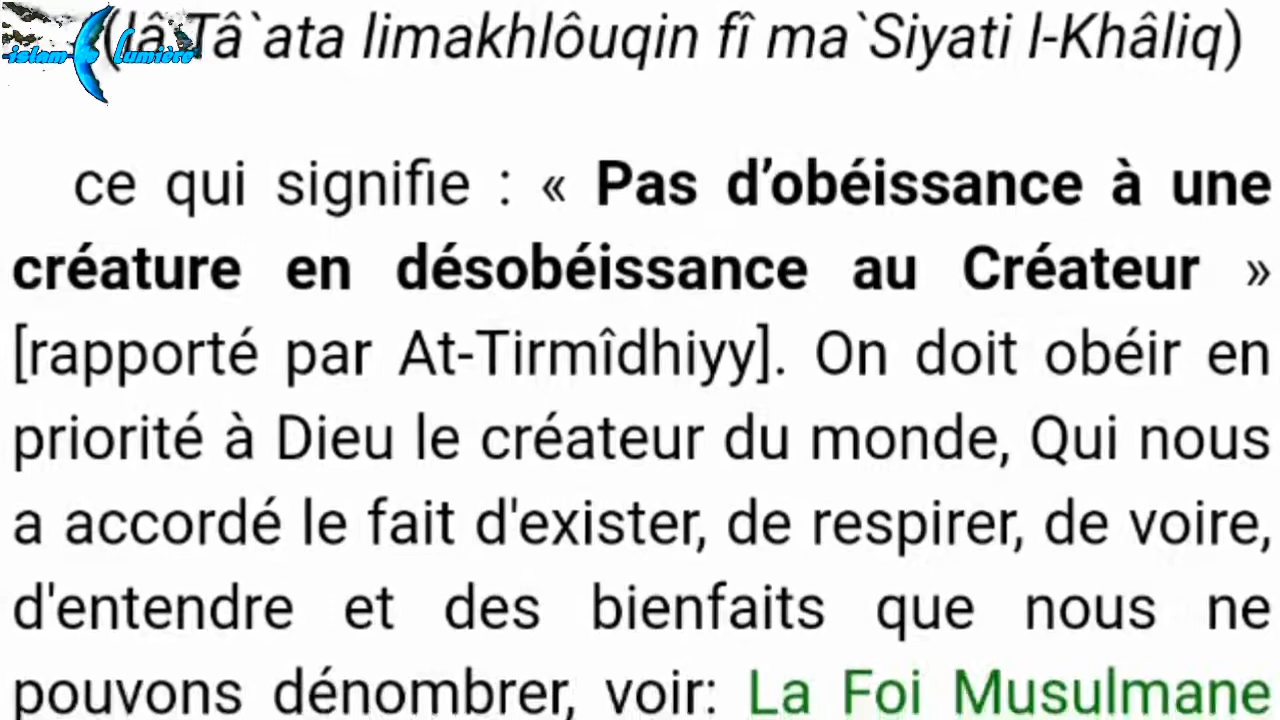 (lâ Tâ`ata limakhlôuqin fî ma`Siyati l-Khâliq)
islam Lumière
ce qui signifie : « Pas d’obéissance à une
créature en désobéissance au Créateur »
[rapporté par At-Tirmîdhiyy]. On doit obéir en
priorité à Dieu le créateur du monde, Qui nous
a accordé le fait d'exister, de respirer, de voire,
d'entendre et des bienfaits que nous ne
pouvons dénombrer, voir: La Foi Musulmane